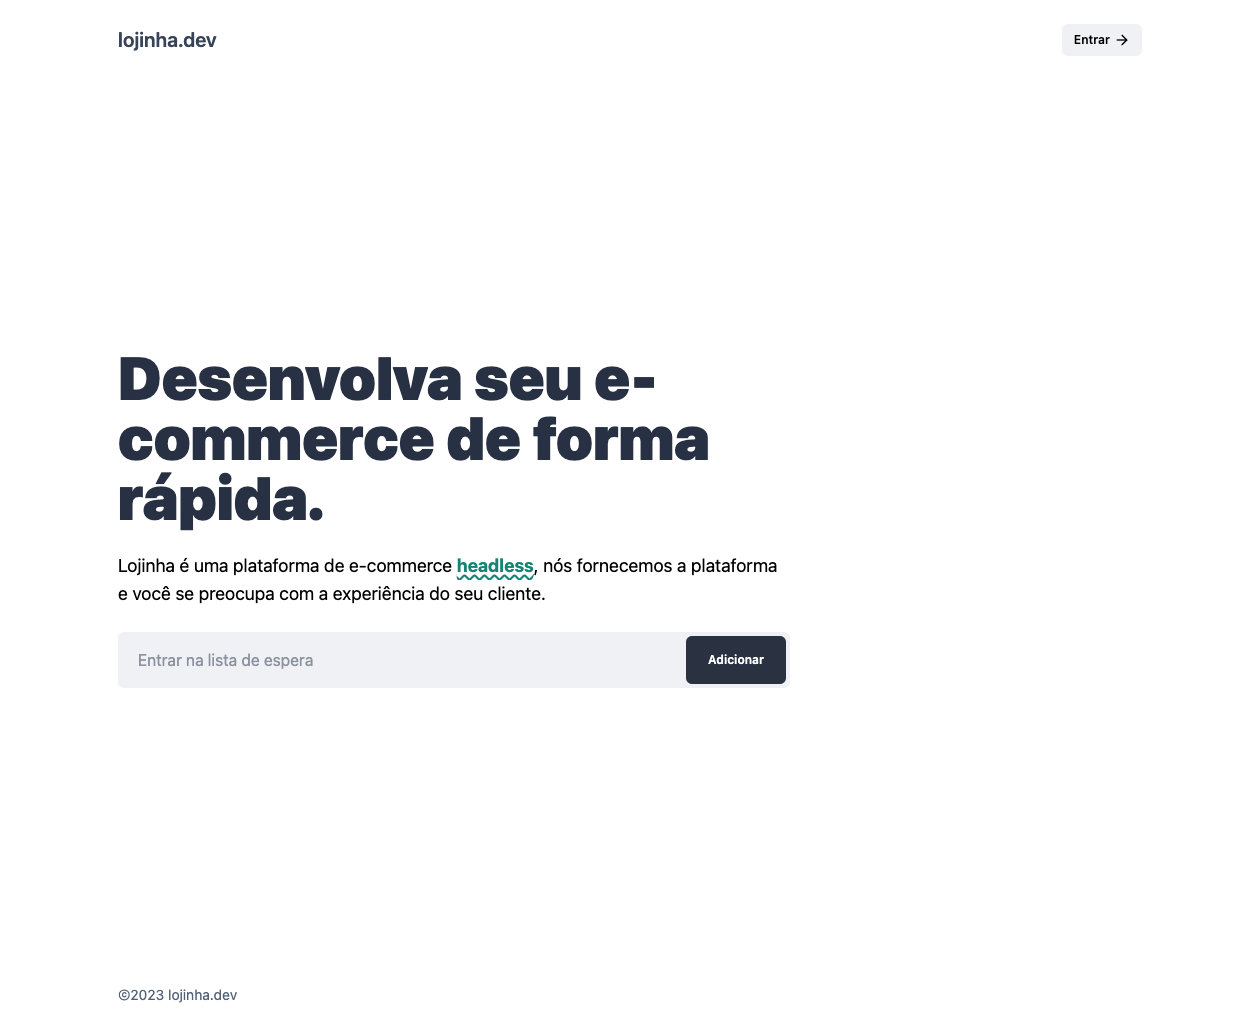 lojinha.dev
Entrar →
Desenvolva seu e-
commerce de forma
rápida.
Lojinha é uma plataforma de e-commerce headless, nós fornecemos a plataforma
e você se preocupa com a experiência do seu cliente.
Entrar na lista de espera
Adicionar
©2023 lojinha.dev